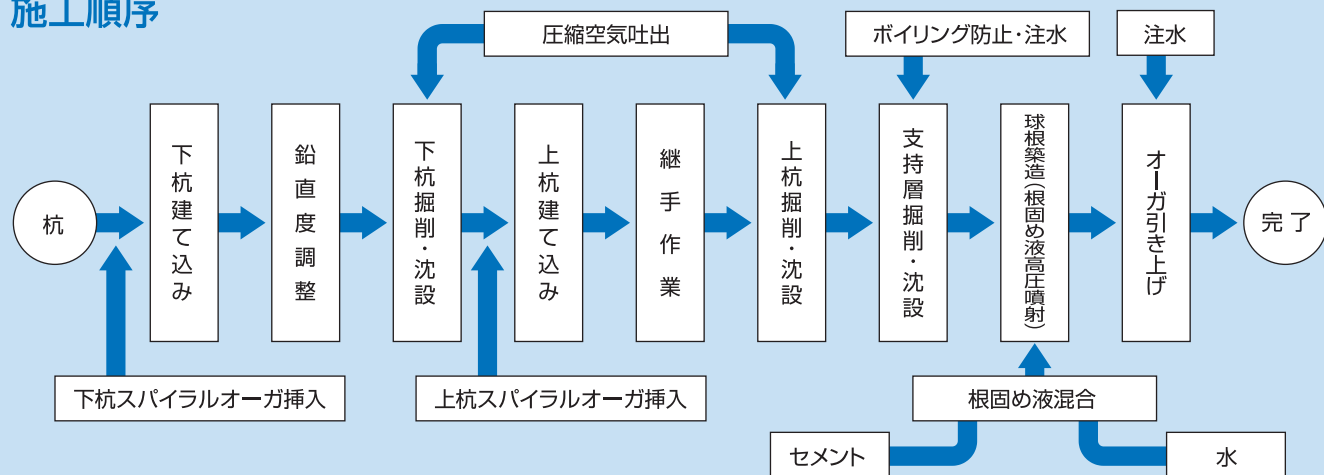 施工順序
圧縮空気吐出
ボイリング防止・注水
注水
杭
下杭建て込み
鉛直度調整
下杭掘削・沈設
上杭建て込み
継手作業
上杭掘削・沈設
支持層掘削・沈設
球根築造(根固め液高圧噴射)
オーガ引き上げ
完了
下杭スパイラルオーガ挿入
上杭スパイラルオーガ挿入
根固め液混合
セメント
水